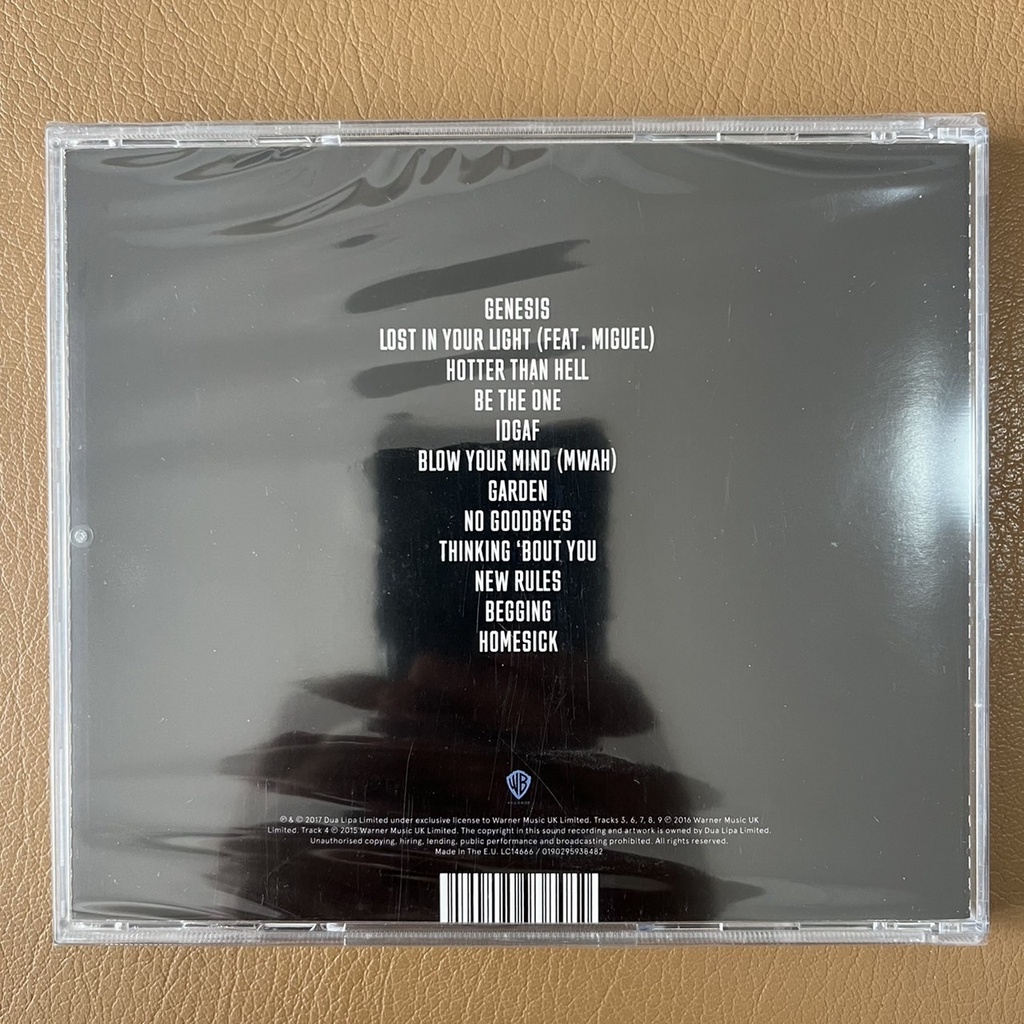 GENESIS
LOST IN YOUR LIGHT (FEAT. MIGUEL)
HOTTER THAN HELL
BE THE ONE
IDGAF
BLOW YOUR MIND (MWAH)
GARDEN
NO GOODBYES
THINKING ‘BOUT YOU
NEW RULES
BEGGING
HOMESICK
WB
℗ & © 2017 Dua Lipa Limited under exclusive license to Warner Music UK Limited. Tracks 3, 6, 7, 8, 9 ℗ 2016 Warner Music UK
Limited. Track 4 ℗ 2015 Warner Music UK Limited. The copyright in this sound recording and artwork is owned by Dua Lipa Limited.
Unauthorised copying, hiring, lending, public performance and broadcasting prohibited. All rights reserved.
Made In The E.U. LC14666 / 0190295938482